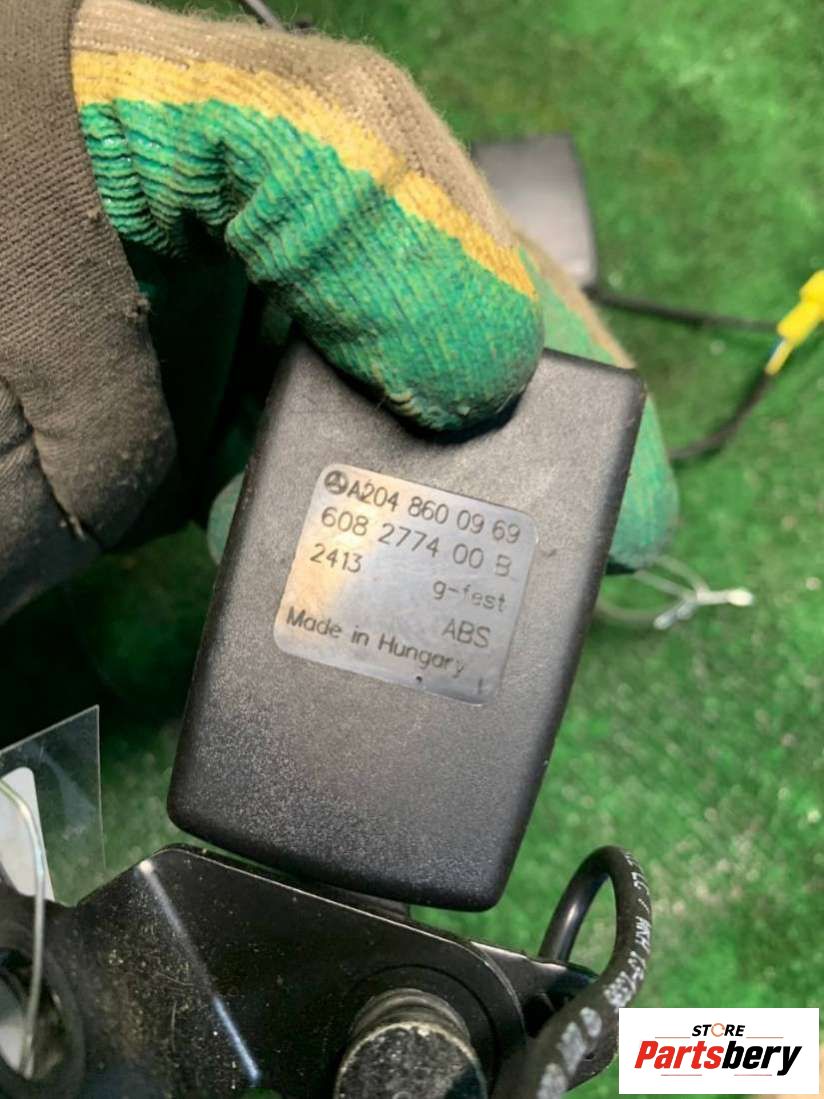 A204 860 09 69
608 2774 00 B
2413
g-fest
ABS
Made in Hungary
STORE
Partsbery